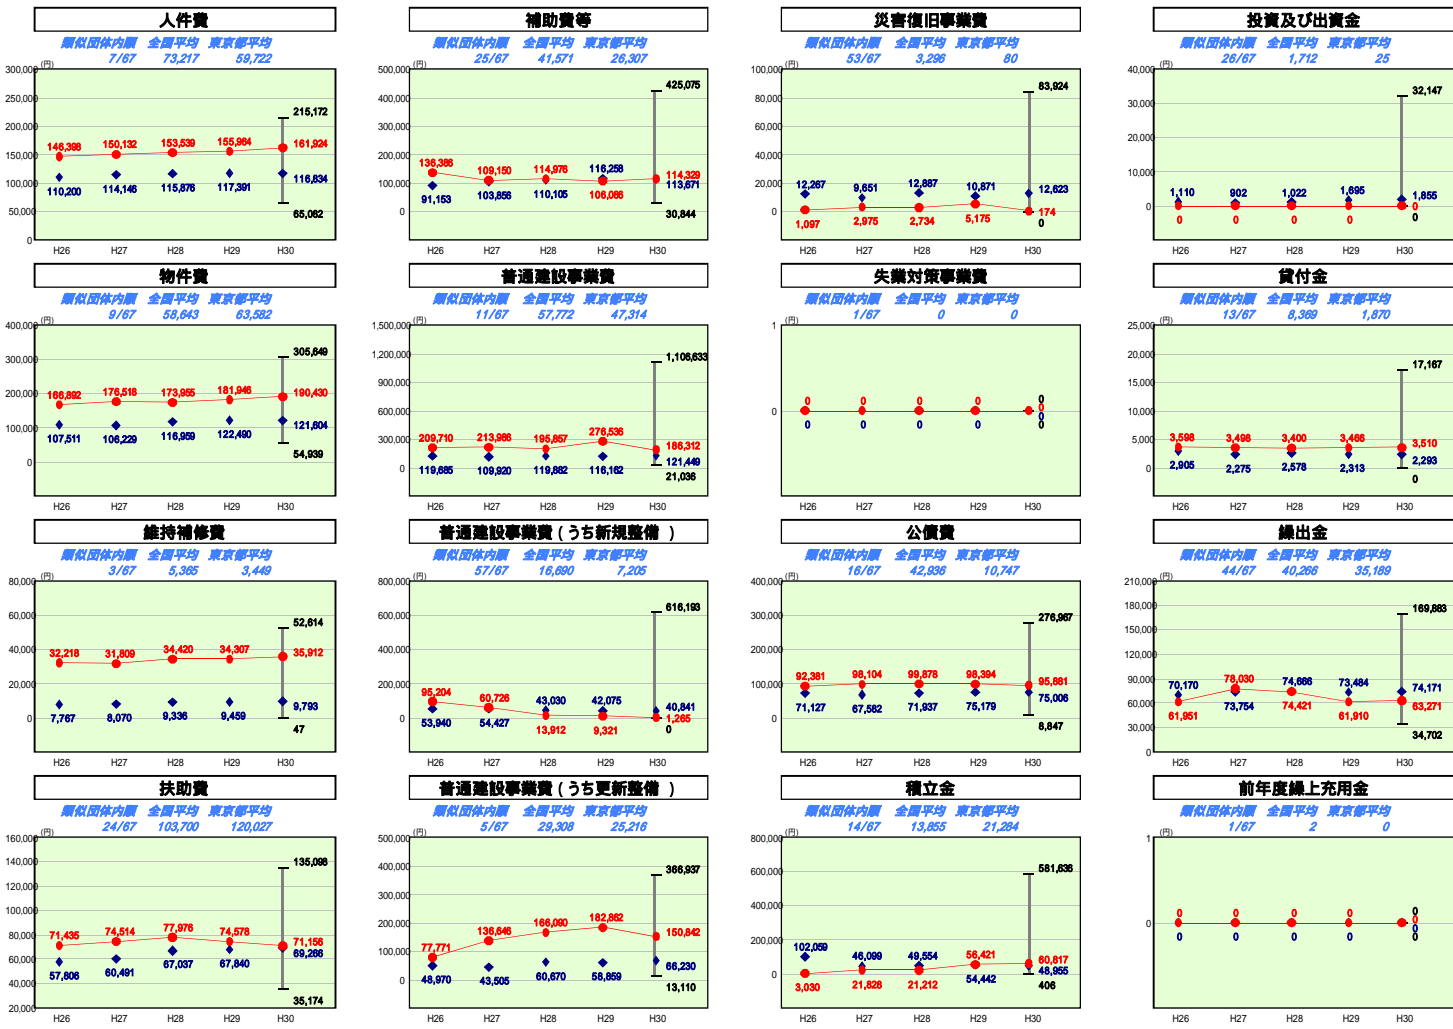 人件費
類似団体内順 全国平均 東京都平均
7/67 73,217 59,722
(円)
300,000
250,000
200,000
150,000
100,000
50,000
0
146,398 150,132 153,539 155,964 161,924
110,200 114,146 115,876 117,391 116,834
215,172
65,062
H26 H27 H28 H29 H30
補助費等
類似団体内順 全国平均 東京都平均
25/67 41,571 26,307
(円)
500,000
400,000
300,000
200,000
100,000
0
136,386 109,150 114,976 106,066 114,329
91,153 103,856 110,105 116,258 113,671
425,075
30,844
H26 H27 H28 H29 H30
災害復旧事業費
類似団体内順 全国平均 東京都平均
53/67 3,296 80
(円)
100,000
80,000
60,000
40,000
20,000
0
12,267 9,651 12,887 10,871 12,623
1,097 2,975 2,734 5,175 174
83,924
0
H26 H27 H28 H29 H30
投資及び出資金
類似団体内順 全国平均 東京都平均
26/67 1,712 25
(円)
40,000
30,000
20,000
10,000
0
1,110 902 1,022 1,695 1,855
0 0 0 0 0
32,147
0
H26 H27 H28 H29 H30
物件費
類似団体内順 全国平均 東京都平均
9/67 58,643 63,582
(円)
400,000
300,000
200,000
100,000
0
166,892 176,518 173,955 181,946 190,430
107,511 106,229 116,959 122,490 121,604
305,649
54,939
H26 H27 H28 H29 H30
普通建設事業費
類似団体内順 全国平均 東京都平均
11/67 57,772 47,314
(円)
1,500,000
1,200,000
900,000
600,000
300,000
0
209,710 213,966 195,857 276,536 186,312
119,685 109,920 119,882 116,162 121,449
1,106,633
21,036
H26 H27 H28 H29 H30
失業対策事業費
類似団体内順 全国平均 東京都平均
1/67 0 0
(円)
1
0
0 0 0 0 0
0 0 0 0 0
0
0
H26 H27 H28 H29 H30
貸付金
類似団体内順 全国平均 東京都平均
13/67 8,369 1,870
(円)
25,000
20,000
15,000
10,000
5,000
0
3,598 3,498 3,400 3,466 3,510
2,905 2,275 2,578 2,313 2,293
17,167
0
H26 H27 H28 H29 H30
維持補修費
類似団体内順 全国平均 東京都平均
3/67 5,365 3,449
(円)
80,000
60,000
40,000
20,000
0
32,218 31,809 34,420 34,307 35,912
7,767 8,070 9,336 9,459 9,793
52,614
47
H26 H27 H28 H29 H30
普通建設事業費(うち新規整備 )
類似団体内順 全国平均 東京都平均
57/67 16,690 7,205
(円)
800,000
600,000
400,000
200,000
0
95,204 60,726 13,912 9,321 1,265
53,940 54,427 43,030 42,075 40,841
616,193
0
H26 H27 H28 H29 H30
公債費
類似団体内順 全国平均 東京都平均
16/67 42,936 10,747
(円)
400,000
300,000
200,000
100,000
0
92,381 98,104 99,878 98,394 95,881
71,127 67,582 71,937 75,179 75,006
276,967
8,847
H26 H27 H28 H29 H30
繰出金
類似団体内順 全国平均 東京都平均
44/67 40,266 35,189
(円)
210,000
180,000
150,000
120,000
90,000
60,000
30,000
0
70,170 73,754 74,666 73,484 74,171
61,951 78,030 74,421 61,910 63,271
169,883
34,702
H26 H27 H28 H29 H30
扶助費
類似団体内順 全国平均 東京都平均
24/67 103,700 120,027
(円)
160,000
140,000
120,000
100,000
80,000
60,000
40,000
20,000
71,435 74,514 77,976 74,578 71,156
57,806 60,491 67,037 67,840 69,266
135,098
35,174
H26 H27 H28 H29 H30
普通建設事業費(うち更新整備 )
類似団体内順 全国平均 東京都平均
5/67 29,308 25,216
(円)
500,000
400,000
300,000
200,000
100,000
0
77,771 136,646 166,090 182,862 150,842
48,970 43,505 60,670 58,859 66,230
366,937
13,110
H26 H27 H28 H29 H30
積立金
類似団体内順 全国平均 東京都平均
14/67 13,855 21,284
(円)
800,000
600,000
400,000
200,000
0
102,059 46,099 49,554 54,442 48,955
3,030 21,828 21,212 56,421 60,817
581,636
406
H26 H27 H28 H29 H30
前年度繰上充用金
類似団体内順 全国平均 東京都平均
1/67 2 0
(円)
1
0
0 0 0 0 0
0 0 0 0 0
0
0
H26 H27 H28 H29 H30